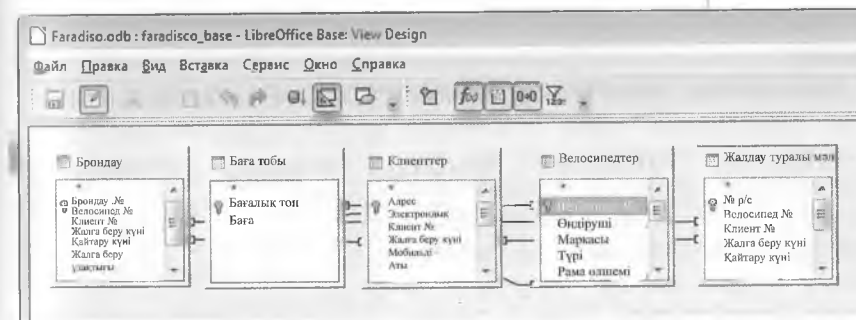 Faradiso.odb : faradisco_base - LibreOffice Base: View Design
Файл Правка Вид Вставка Сервис Окно Справка
Брондау
*
Брондау .№
Велосипед №
Клиент №
Жалға беру күні
Қайтару күні
Жалға беру
ұзақтығы
Баға тобы
*
Бағалық топ
Баға
Клиенттер
*
Адрес
Электрондық
Клиент №
Жалға беру күні
Мобильді
Аты
Велосипедтер
*
Өндіруші
Маркасы
Түрі
Рама өлшемі
Жалдау туралы мәл
*
№ р/с
Велосипед №
Клиент №
Жалға беру күні
Қайтару күні